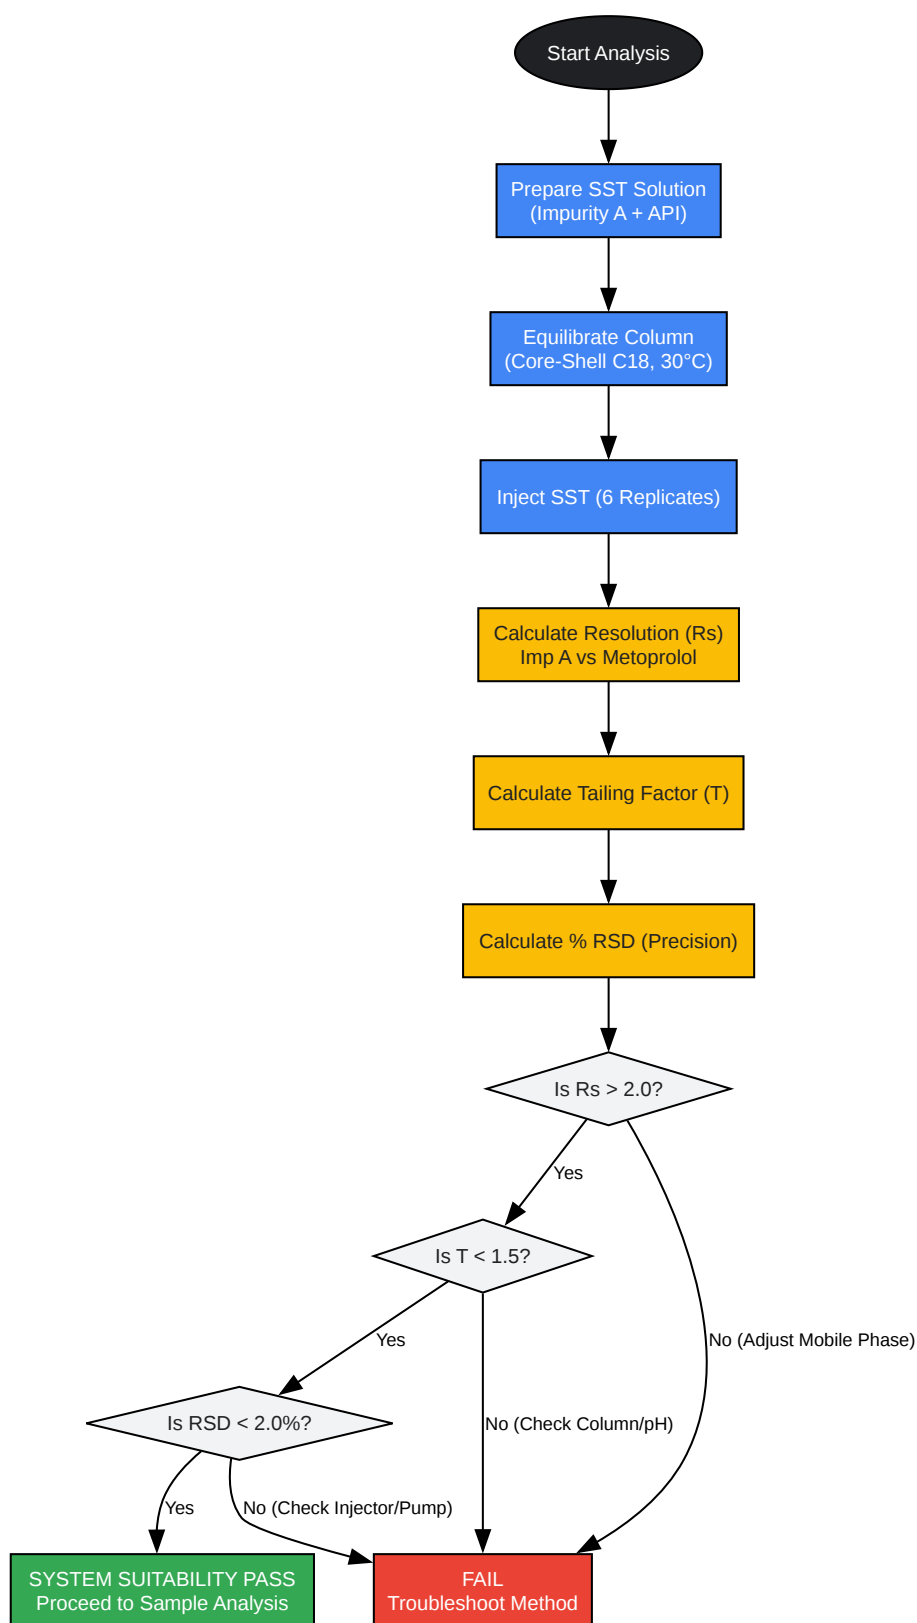 Start Analysis
Prepare SST Solution
(Impurity A + API)
Equilibrate Column
(Core-Shell C18, 30°C)
Inject SST (6 Replicates)
Calculate Resolution (Rs)
Imp A vs Metoprolol
Calculate Tailing Factor (T)
Calculate % RSD (Precision)
Is Rs > 2.0?
Yes
Is T < 1.5?
Yes
No (Adjust Mobile Phase)
Is RSD < 2.0%?
No (Check Column/pH)
Yes
No (Check Injector/Pump)
SYSTEM SUITABILITY PASS
Proceed to Sample Analysis
FAIL
Troubleshoot Method